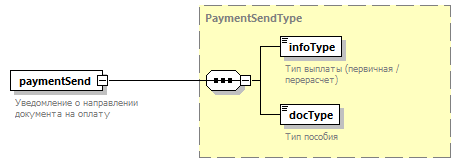 PaymentSendType
infoType
Тип выплаты (первичная /
перерасчет)
paymentSend
Уведомление о направлении
документа на оплату
docType
Тип пособия